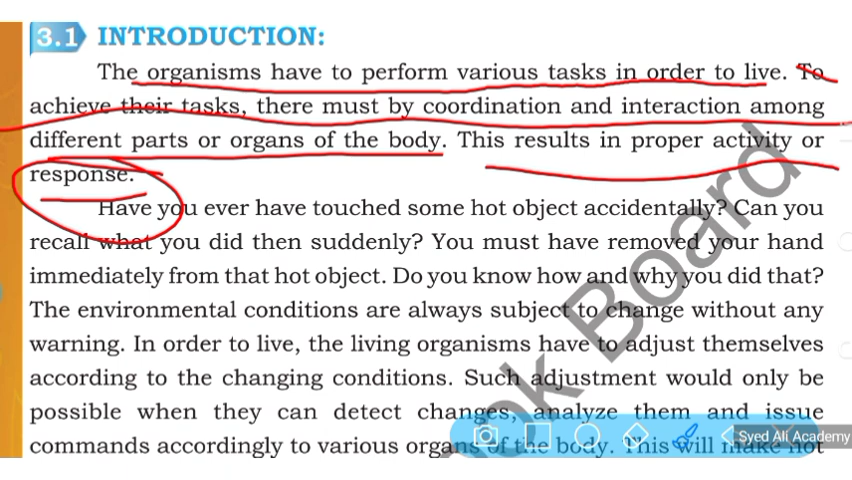 3.1 INTRODUCTION:
The organisms have to perform various tasks in order to live. To
achieve their tasks, there must by coordination and interaction among
different parts or organs of the body. This results in proper activity or
response.
Have you ever have touched some hot object accidentally? Can you
recall what you did then suddenly? You must have removed your hand
immediately from that hot object. Do you know how and why you did that?
The environmental conditions are always subject to change without any
warning. In order to live, the living organisms have to adjust themselves
according to the changing conditions. Such adjustment would only be
possible when they can detect changes, analyze them and issue
commands accordingly to various organs of the body. This will make not
Board
Syed Ali Academy